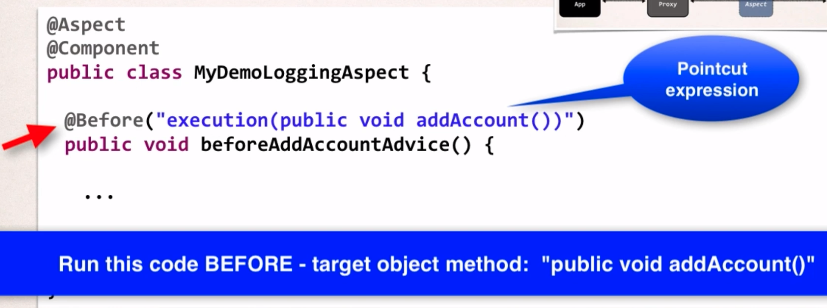 App
Proxy
Aspect
@Aspect
@Component
public class MyDemoLoggingAspect {
Pointcut
expression
@Before("execution(public void addAccount())")
public void beforeAddAccountAdvice() {
...
Run this code BEFORE - target object method: "public void addAccount()"